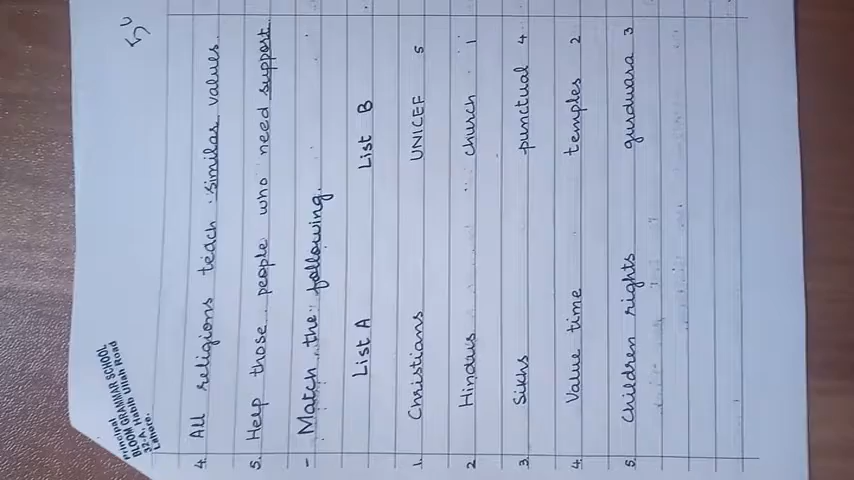 Principal
BLOOM GRAMMAR SCHOOL
32-A, Habib Ullah Road
Lahore.
4. All religions teach similar values.
5. Help those people who need support.
- Match the following.
List A List B
1. Christians UNICEF 5
2 Hindus church 1
3. Sikhs punctual 4
4. Value time temples 2
5. Children rights gurdwara 3